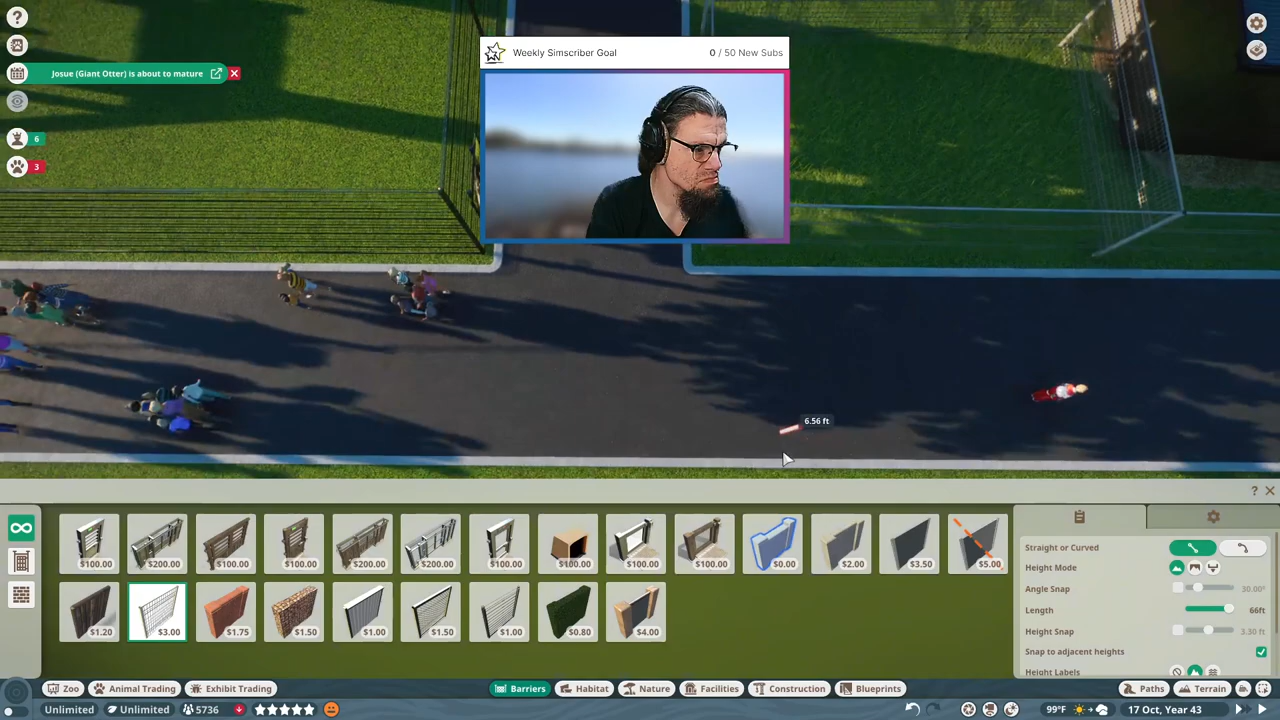 ?
Weekly Simscriber Goal
0 / 50 New Subs
Josue (Giant Otter) is about to mature
6
3
6.56 ft
?
$100.00
$200.00
$100.00
$100.00
$200.00
$200.00
$100.00
$100.00
$100.00
$100.00
$0.00
$2.00
$3.50
$5.00
$1.20
$3.00
$1.75
$1.50
$1.00
$1.50
$1.00
$0.80
$4.00
Straight or Curved
Height Mode
Angle Snap
30.00°
Length
66ft
Height Snap
3.30 ft
Snap to adjacent heights
Height Labels
Zoo
Animal Trading
Exhibit Trading
Barriers
Habitat
Nature
Facilities
Construction
Blueprints
Paths
Terrain
Unlimited
Unlimited
5736
99°F
17 Oct, Year 43